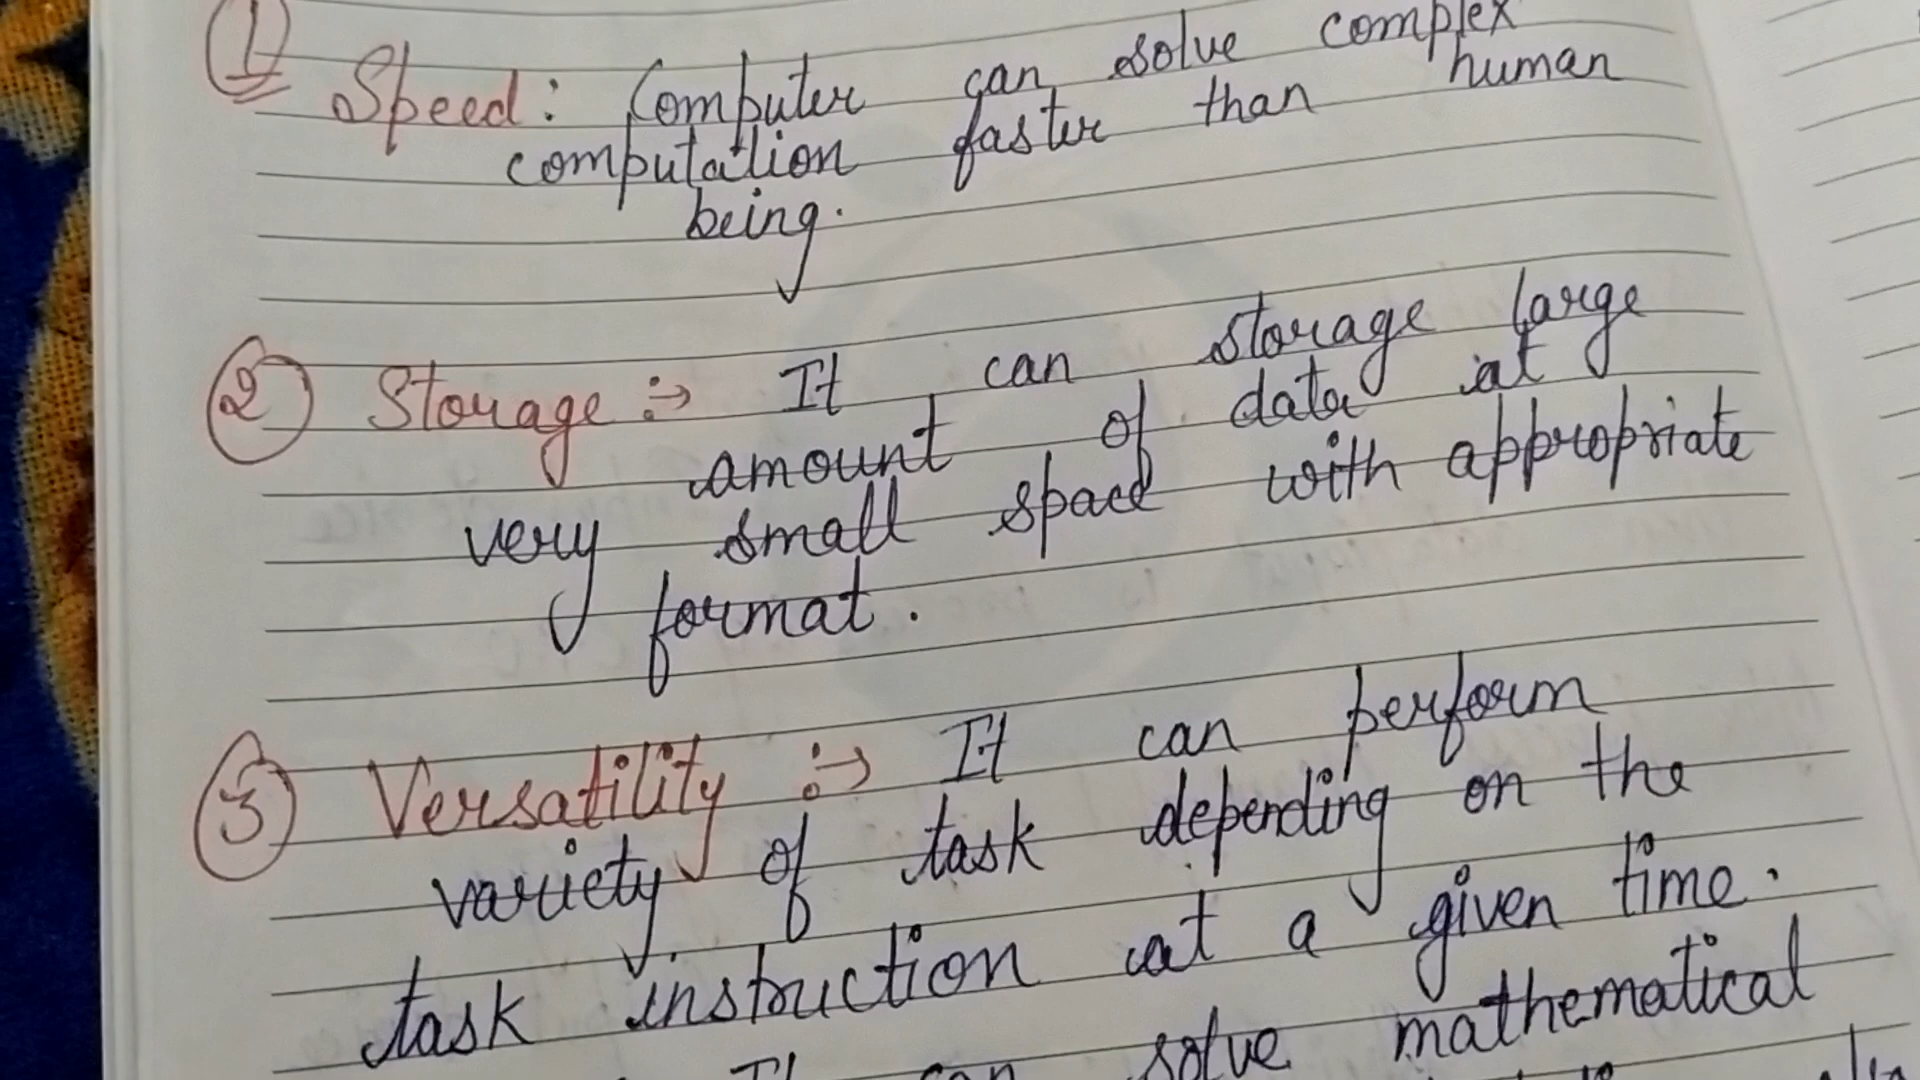 ① Speed : Computer can solve complex
computation faster than human
being.
② Storage :→ It can storage large
amount of data at
very small space with appropriate
format.
③ Versatility :→ It can perform
variety of task depending on the
task instruction at a given time.
It can solve mathematical